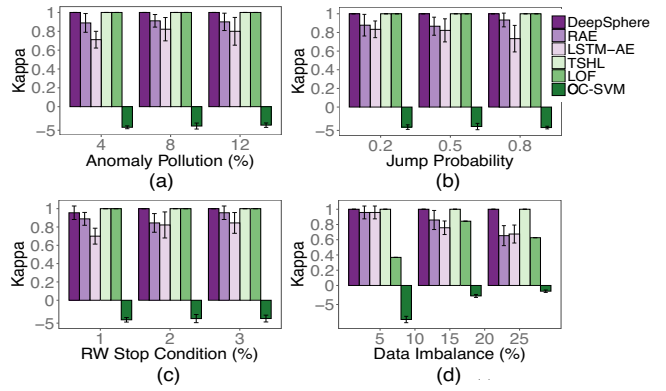 Kappa
1
0.8
0.6
0.4
0.2
0
−5
4 8 12
Anomaly Pollution (%)
(a)
Kappa
1
0.8
0.6
0.4
0.2
0
−5
0.2 0.5 0.8
Jump Probability
(b)
DeepSphere
RAE
LSTM−AE
TSHL
LOF
OC−SVM
Kappa
1
0.8
0.6
0.4
0.2
0
−5
1 2 3
RW Stop Condition (%)
(c)
Kappa
1
0.8
0.6
0.4
0.2
0
−5
5 10 15 20 25
Data Imbalance (%)
(d)